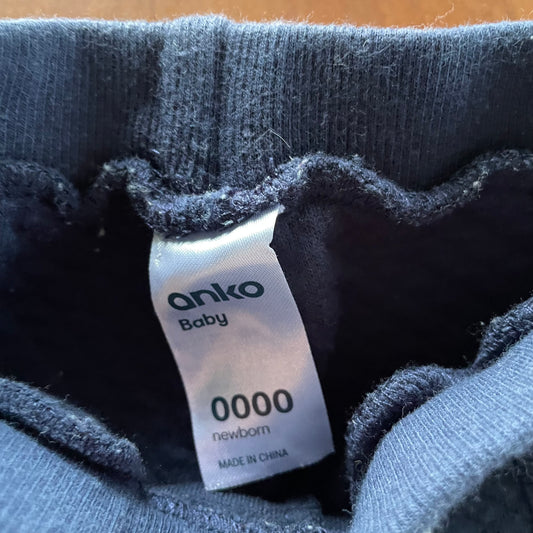 anko
Baby
0000
newborn
MADE IN CHINA